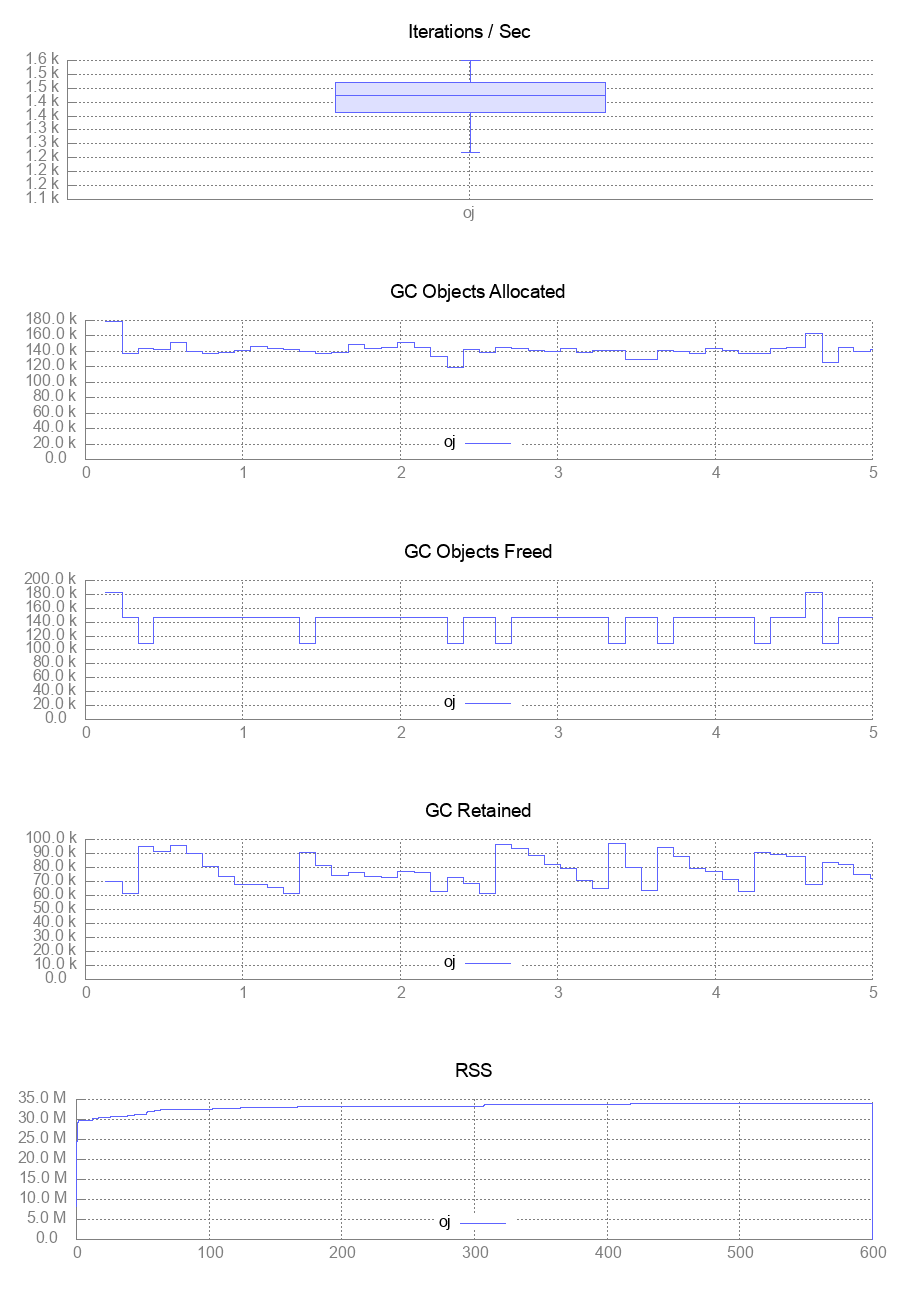 Iterations / Sec
1.6 k
1.5 k
1.5 k
1.4 k
1.4 k
1.3 k
1.3 k
1.2 k
1.2 k
1.1 k
oj
GC Objects Allocated
180.0 k
160.0 k
140.0 k
120.0 k
100.0 k
80.0 k
60.0 k
40.0 k
20.0 k
0.0
oj
0 1 2 3 4 5
GC Objects Freed
200.0 k
180.0 k
160.0 k
140.0 k
120.0 k
100.0 k
80.0 k
60.0 k
40.0 k
20.0 k
0.0
oj
0 1 2 3 4 5
GC Retained
100.0 k
90.0 k
80.0 k
70.0 k
60.0 k
50.0 k
40.0 k
30.0 k
20.0 k
10.0 k
0.0
oj
0 1 2 3 4 5
RSS
35.0 M
30.0 M
25.0 M
20.0 M
15.0 M
10.0 M
5.0 M
0.0
oj
0 100 200 300 400 500 600